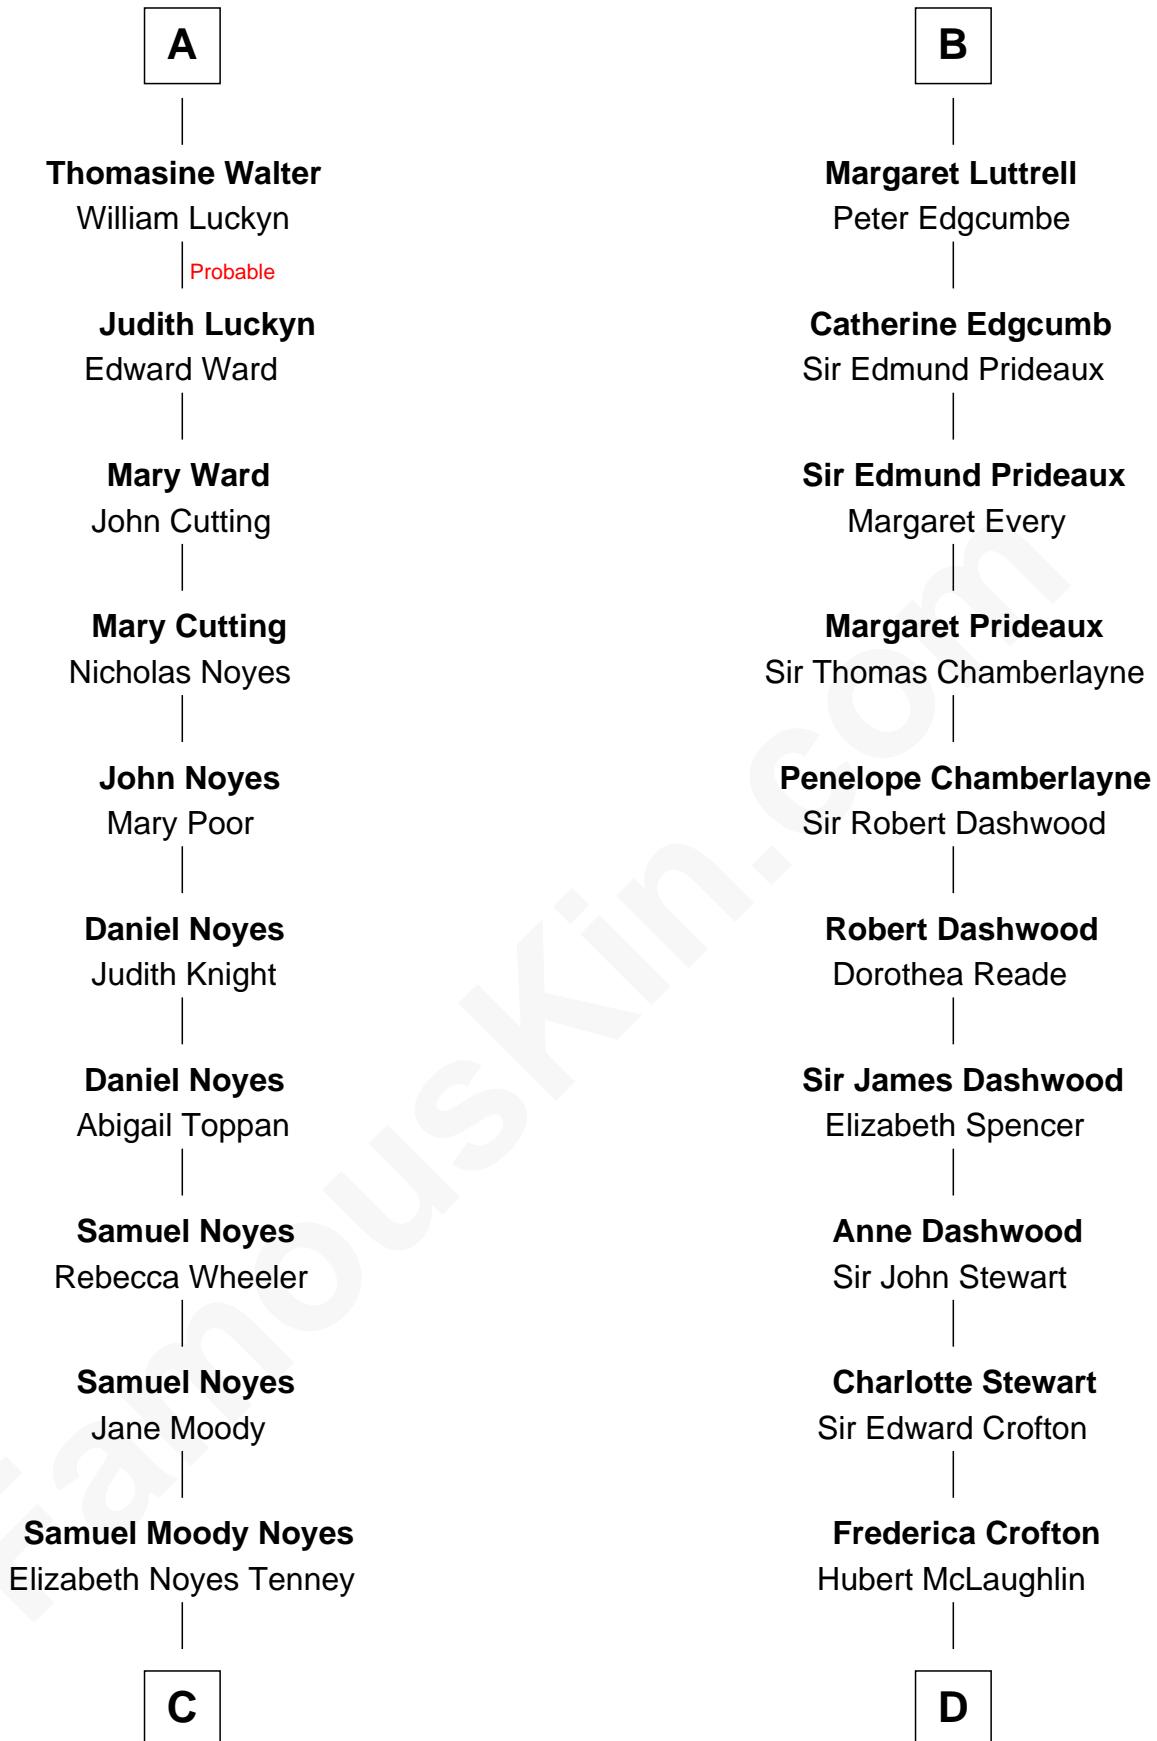 A
Thomasine Walter
William Luckyn
Probable
Judith Luckyn
Edward Ward
Mary Ward
John Cutting
Mary Cutting
Nicholas Noyes
John Noyes
Mary Poor
Daniel Noyes
Judith Knight
Daniel Noyes
Abigail Toppan
Samuel Noyes
Rebecca Wheeler
Samuel Noyes
Jane Moody
Samuel Moody Noyes
Elizabeth Noyes Tenney
C
B
Margaret Luttrell
Peter Edgcumbe
Catherine Edgcumb
Sir Edmund Prideaux
Sir Edmund Prideaux
Margaret Every
Margaret Prideaux
Sir Thomas Chamberlayne
Penelope Chamberlayne
Sir Robert Dashwood
Robert Dashwood
Dorothea Reade
Sir James Dashwood
Elizabeth Spencer
Anne Dashwood
Sir John Stewart
Charlotte Stewart
Sir Edward Crofton
Frederica Crofton
Hubert McLaughlin
D
FamousKin.com